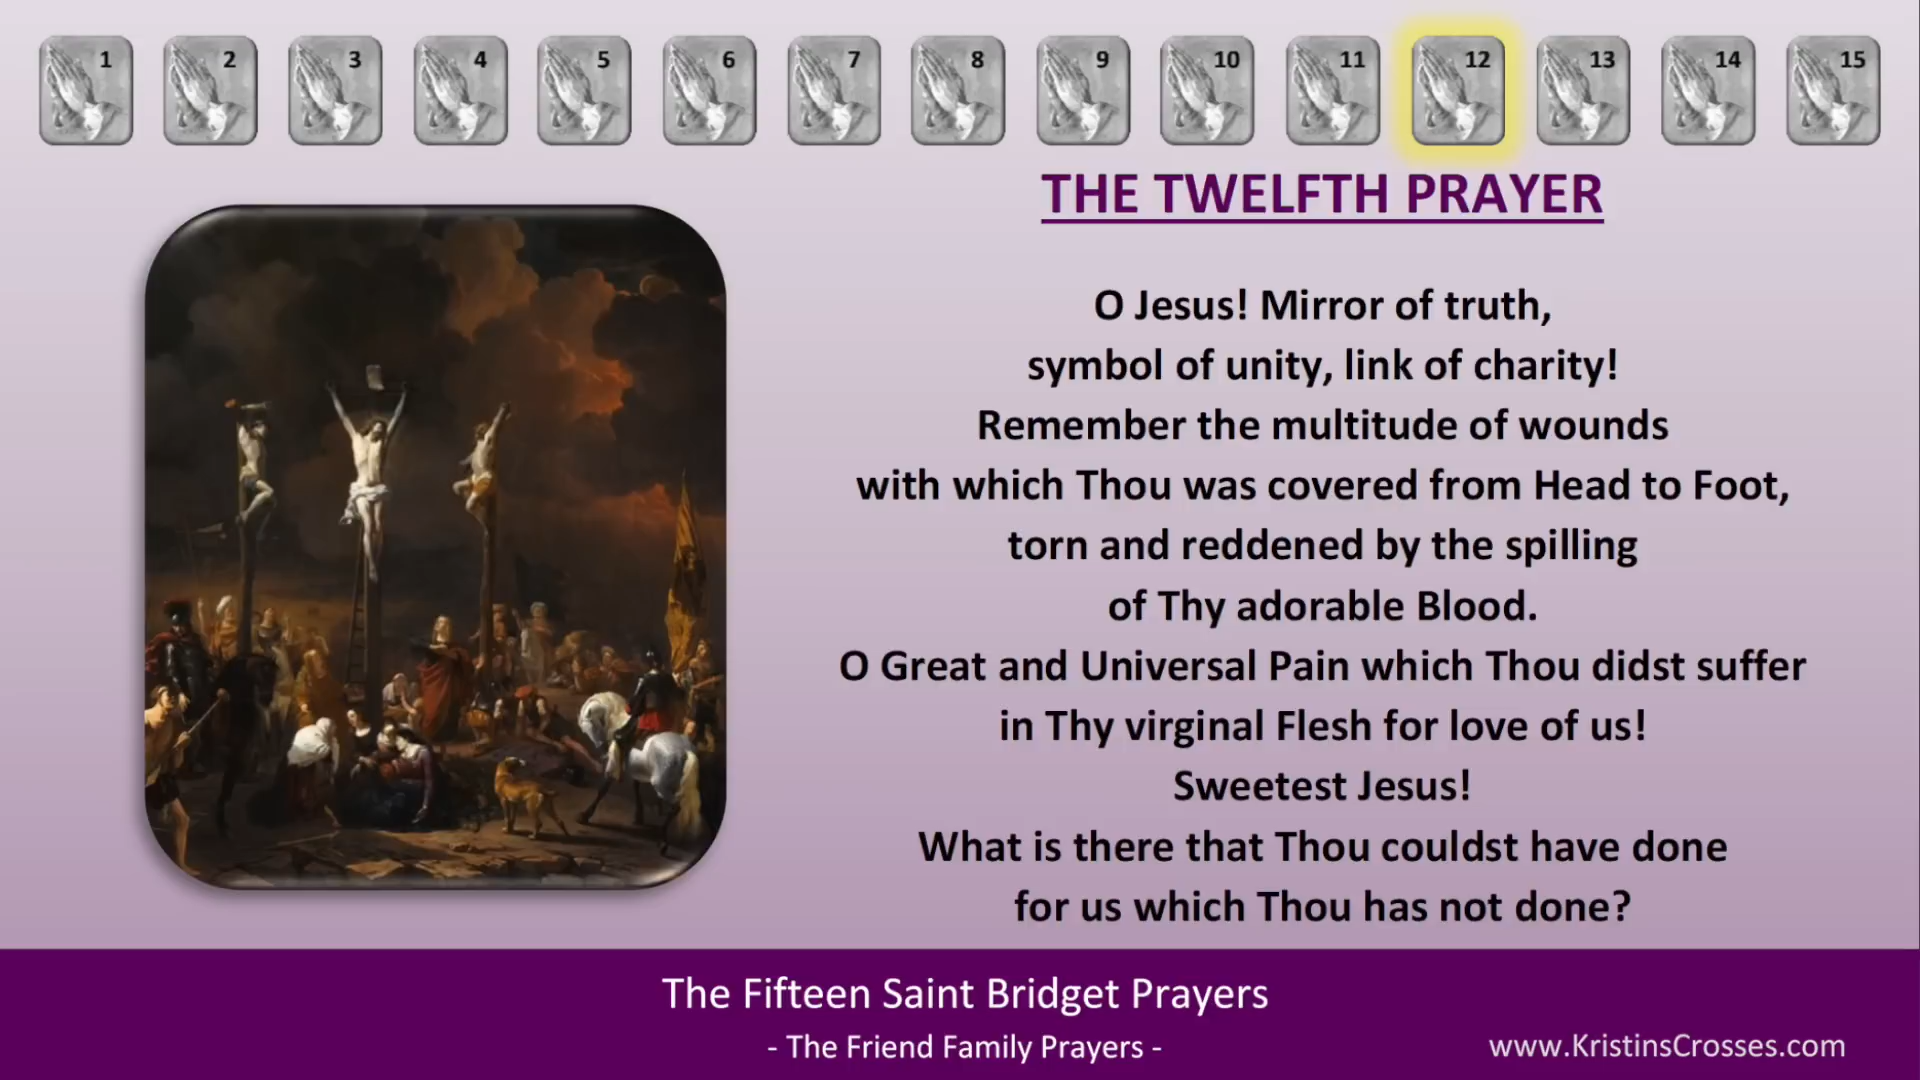 1 2 3 4 5 6 7 8 9 10 11 12 13 14 15
THE TWELFTH PRAYER
O Jesus! Mirror of truth,
symbol of unity, link of charity!
Remember the multitude of wounds
with which Thou was covered from Head to Foot,
torn and reddened by the spilling
of Thy adorable Blood.
O Great and Universal Pain which Thou didst suffer
in Thy virginal Flesh for love of us!
Sweetest Jesus!
What is there that Thou couldst have done
for us which Thou has not done?
The Fifteen Saint Bridget Prayers
- The Friend Family Prayers -
www.KristinsCrosses.com